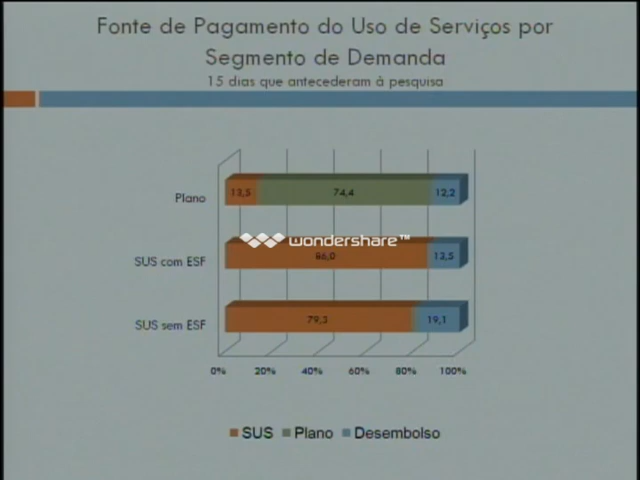 Fonte de Pagamento do Uso de Serviços por
Segmento de Demanda
15 dias que antecederam à pesquisa
Plano
13,5
74,4
12,2
wondershare™
SUS com ESF
86,0
13,5
SUS sem ESF
79,3
19,1
0% 20% 40% 60% 80% 100%
SUS Plano Desembolso